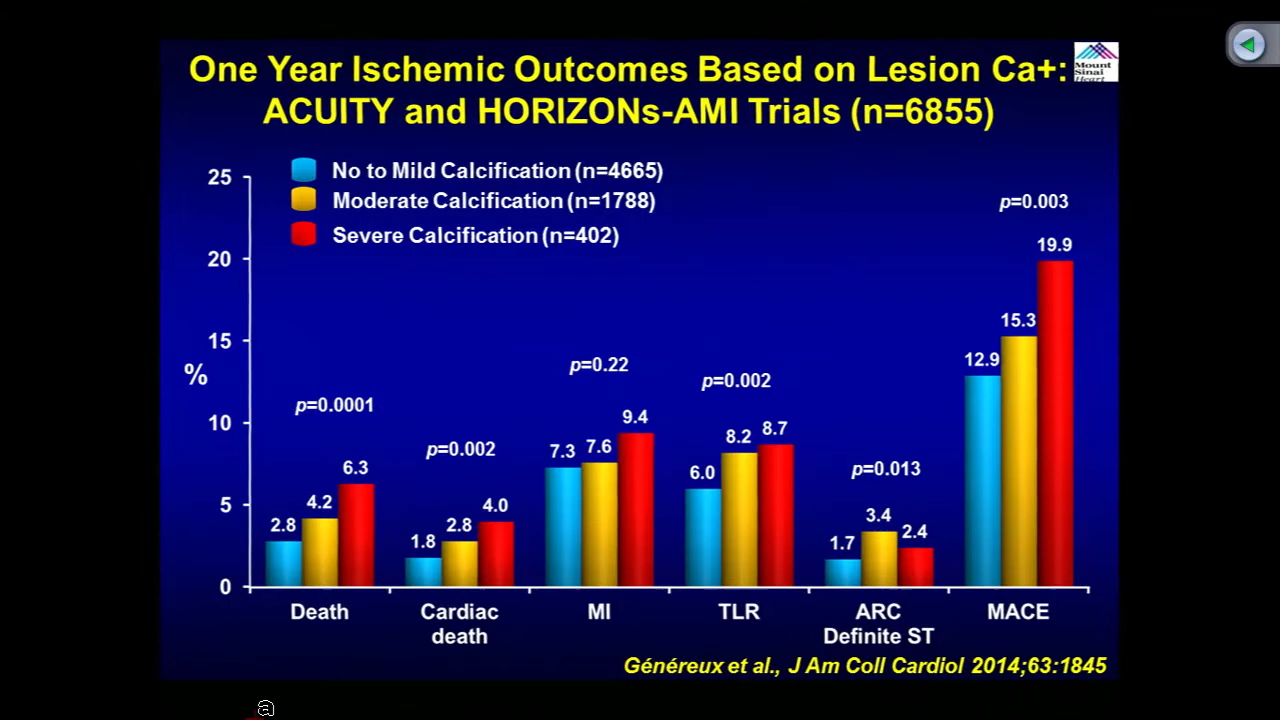 One Year Ischemic Outcomes Based on Lesion Ca+:
ACUITY and HORIZONs-AMI Trials (n=6855)
Mount
Sinai
Heart
No to Mild Calcification (n=4665)
Moderate Calcification (n=1788)
Severe Calcification (n=402)
%
25
20
15
10
5
0
p=0.0001
2.8
4.2
6.3
p=0.002
1.8
2.8
4.0
p=0.22
7.3
7.6
9.4
p=0.002
6.0
8.2
8.7
p=0.013
1.7
3.4
2.4
p=0.003
12.9
15.3
19.9
Death
Cardiac
death
MI
TLR
ARC
Definite ST
MACE
Généreux et al., J Am Coll Cardiol 2014;63:1845
a